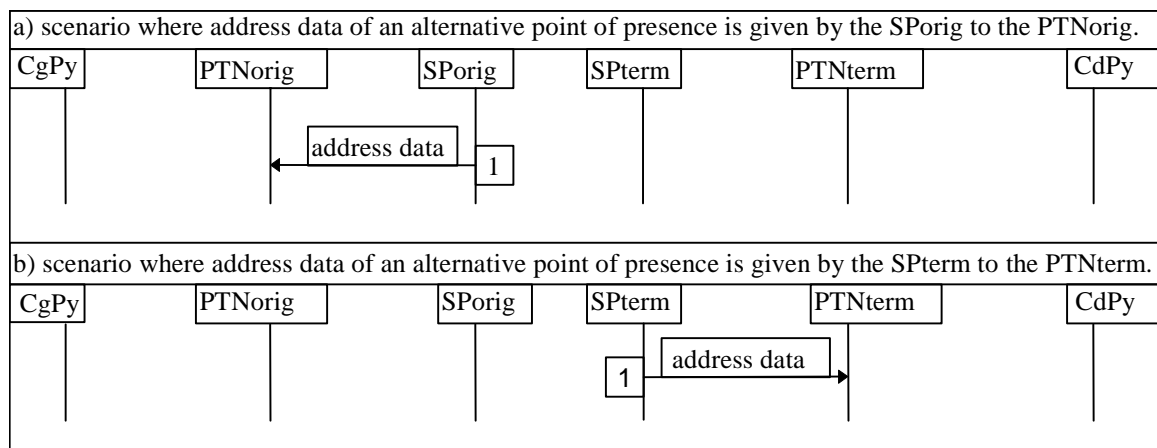 a) scenario where address data of an alternative point of presence is given by the SPorig to the PTNorig.
CgPy PTNorig SPorig SPterm PTNterm CdPy
address data
1
b) scenario where address data of an alternative point of presence is given by the SPterm to the PTNterm.
CgPy PTNorig SPorig SPterm PTNterm CdPy
address data
1